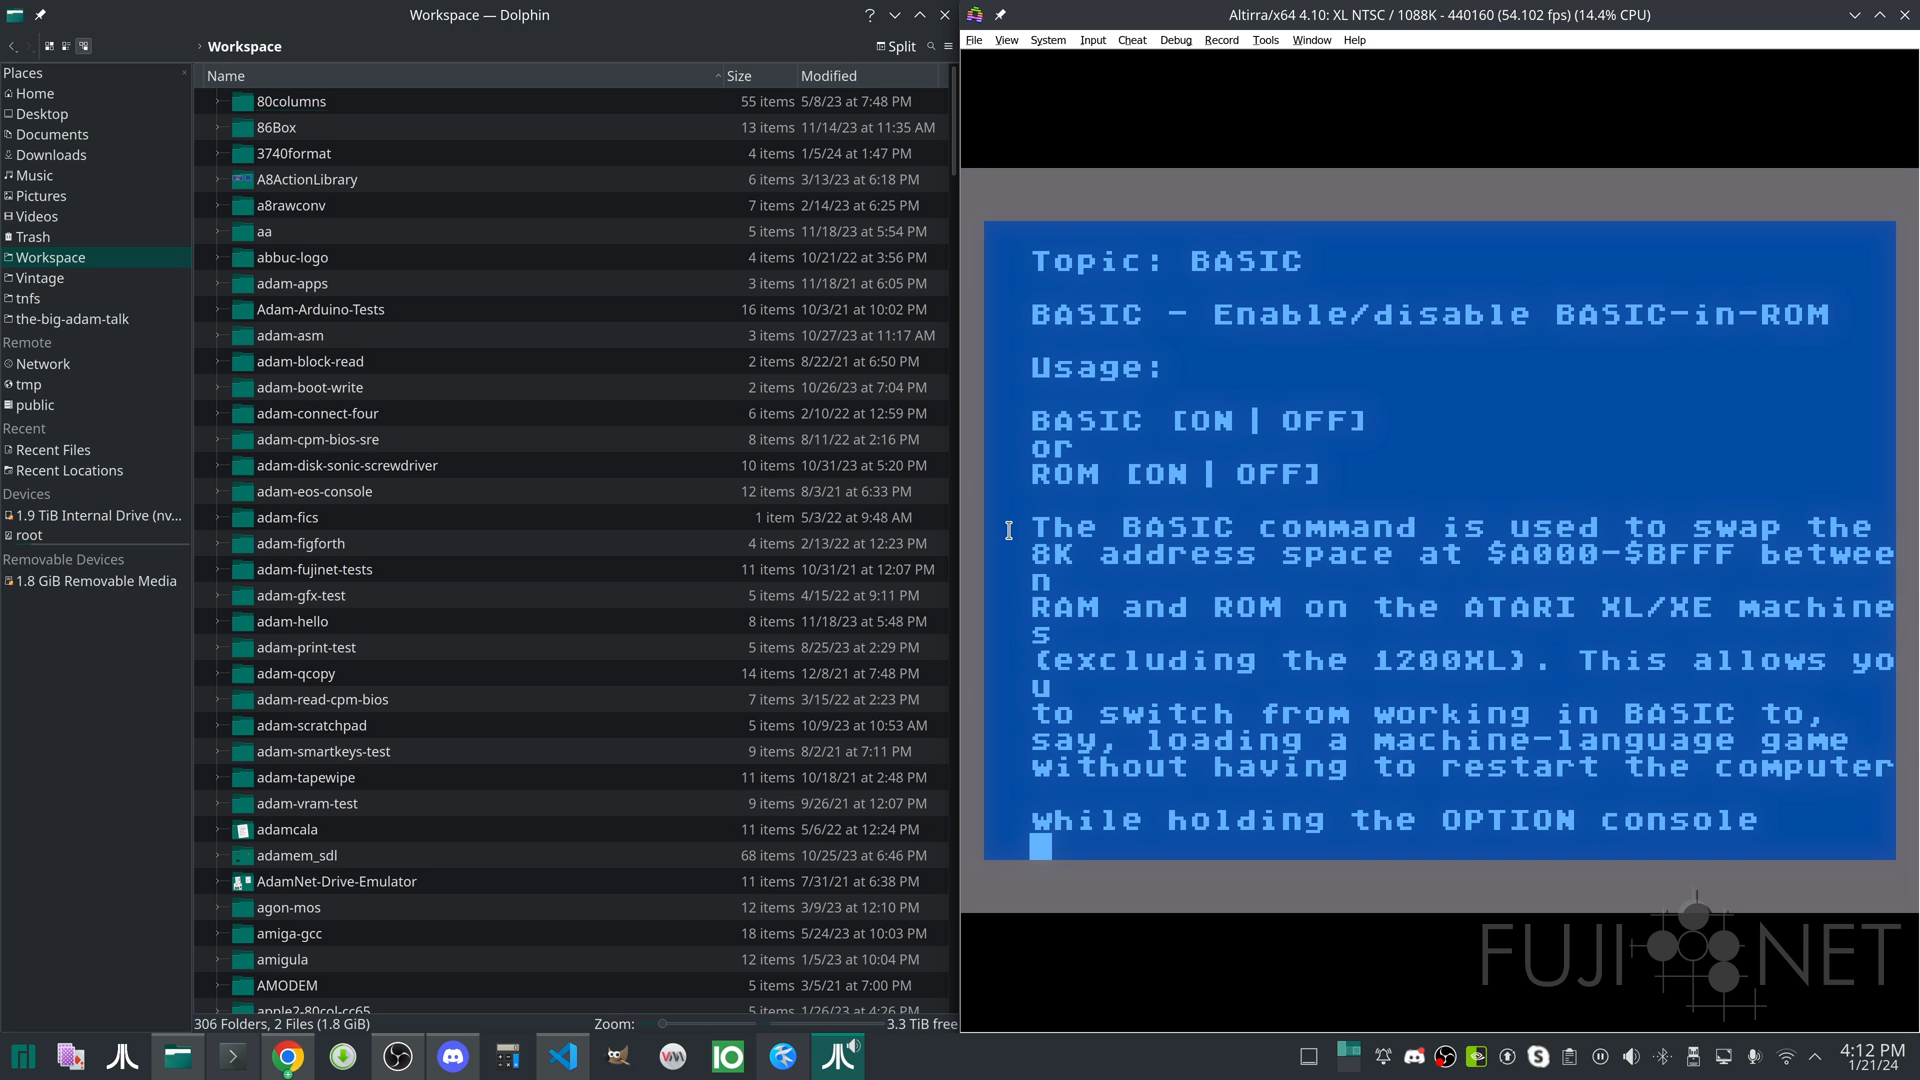 Workspace — Dolphin
Workspace
Split
Places
Home
Desktop
Documents
Downloads
Music
Pictures
Videos
Trash
Workspace
Vintage
tnfs
the-big-adam-talk
Remote
Network
tmp
public
Recent
Recent Files
Recent Locations
Devices
1.9 TiB Internal Drive (nv...
root
Removable Devices
1.8 GiB Removable Media
Name Size Modified
80columns 55 items 5/8/23 at 7:48 PM
86Box 13 items 11/14/23 at 11:35 AM
3740format 4 items 1/5/24 at 1:47 PM
A8ActionLibrary 6 items 3/13/23 at 6:18 PM
a8rawconv 7 items 2/14/23 at 6:25 PM
aa 5 items 11/18/23 at 5:54 PM
abbuc-logo 4 items 10/21/22 at 3:56 PM
adam-apps 3 items 11/18/21 at 6:05 PM
Adam-Arduino-Tests 16 items 10/3/21 at 10:02 PM
adam-asm 3 items 10/27/23 at 11:17 AM
adam-block-read 2 items 8/22/21 at 6:50 PM
adam-boot-write 2 items 10/26/23 at 7:04 PM
adam-connect-four 6 items 2/10/22 at 12:59 PM
adam-cpm-bios-sre 8 items 8/11/22 at 2:16 PM
adam-disk-sonic-screwdriver 10 items 10/31/23 at 5:20 PM
adam-eos-console 12 items 8/3/21 at 6:33 PM
adam-fics 1 item 5/3/22 at 9:48 AM
adam-figforth 4 items 2/13/22 at 12:23 PM
adam-fujinet-tests 11 items 10/31/21 at 12:07 PM
adam-gfx-test 5 items 4/15/22 at 9:11 PM
adam-hello 8 items 11/18/23 at 5:48 PM
adam-print-test 5 items 8/25/23 at 2:29 PM
adam-qcopy 14 items 12/8/21 at 7:48 PM
adam-read-cpm-bios 7 items 3/15/22 at 2:23 PM
adam-scratchpad 5 items 10/9/23 at 10:53 AM
adam-smartkeys-test 9 items 8/2/21 at 7:11 PM
adam-tapewipe 11 items 10/18/21 at 2:48 PM
adam-vram-test 9 items 9/26/21 at 12:07 PM
adamcala 11 items 5/6/22 at 12:24 PM
adamem_sdl 68 items 10/25/23 at 6:46 PM
AdamNet-Drive-Emulator 11 items 7/31/21 at 6:38 PM
agon-mos 12 items 3/9/23 at 12:10 PM
amiga-gcc 18 items 5/24/23 at 10:03 PM
amigula 12 items 1/5/23 at 10:04 PM
AMODEM 5 items 3/5/21 at 7:00 PM
apple2-80col-cc65 5 items 1/26/23 at 4:26 PM
306 Folders, 2 Files (1.8 GiB) Zoom: 3.3 TiB free
Altirra/x64 4.10: XL NTSC / 1088K - 440160 (54.102 fps) (14.4% CPU)
File View System Input Cheat Debug Record Tools Window Help
Topic: BASIC
BASIC - Enable/disable BASIC-in-ROM
Usage:
BASIC [ON | OFF]
or
ROM [ON | OFF]
The BASIC command is used to swap the
8K address space at $A000-$BFFF betwee
n
RAM and ROM on the ATARI XL/XE machine
s
(excluding the 1200XL). This allows yo
u
to switch from working in BASIC to,
say, loading a machine-language game
without having to restart the computer
while holding the OPTION console
FUJINET
4:12 PM
1/21/24